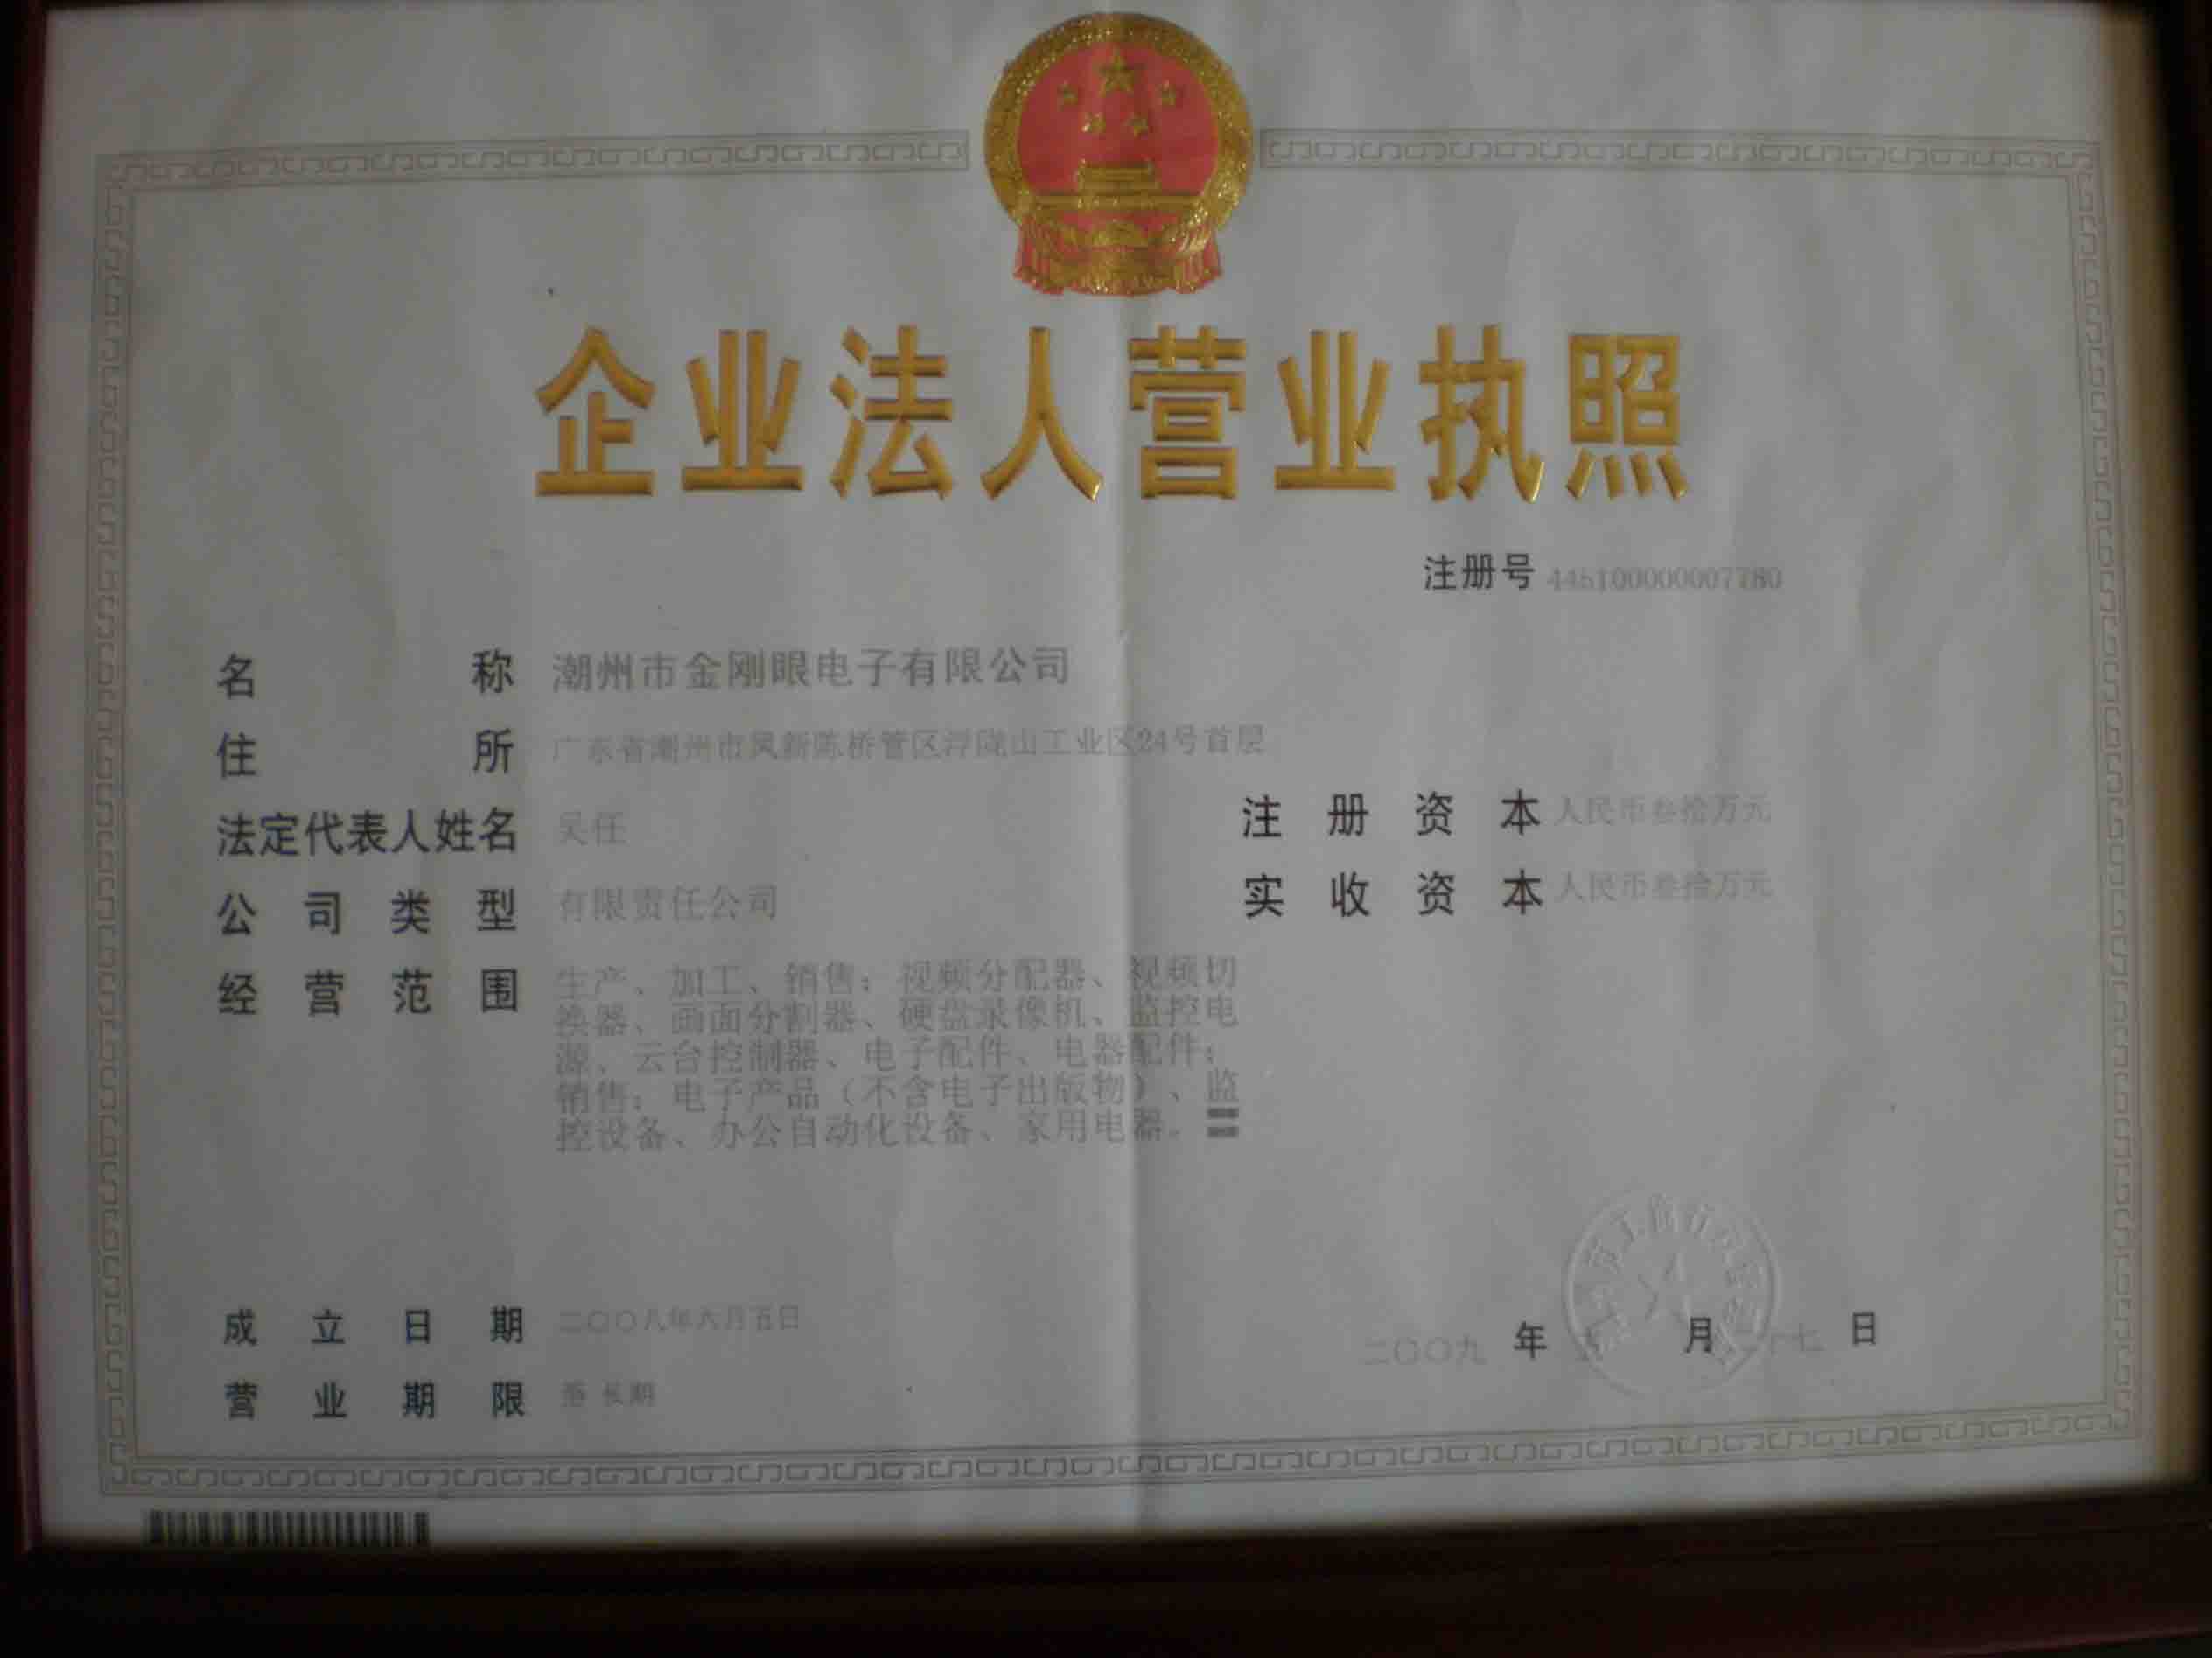 企业法人营业执照
注册号 445100000007780
名称 潮州市金刚眼电子有限公司
住所 广东省潮州市凤新陈桥管区浮陇山工业区24号首层
法定代表人姓名 吴任
注册资本 人民币叁拾万元
公司类型 有限责任公司
实收资本 人民币叁拾万元
经营范围 生产、加工、销售：视频分配器、视频切
换器、画面分割器、硬盘录像机、监控电
源、云台控制器、电子配件、电器配件；
销售：电子产品（不含电子出版物）、监
控设备、办公自动化设备、家用电器。
成立日期 二〇〇八年六月五日
二〇〇九 年 月 二十七 日
营业期限 至 长期